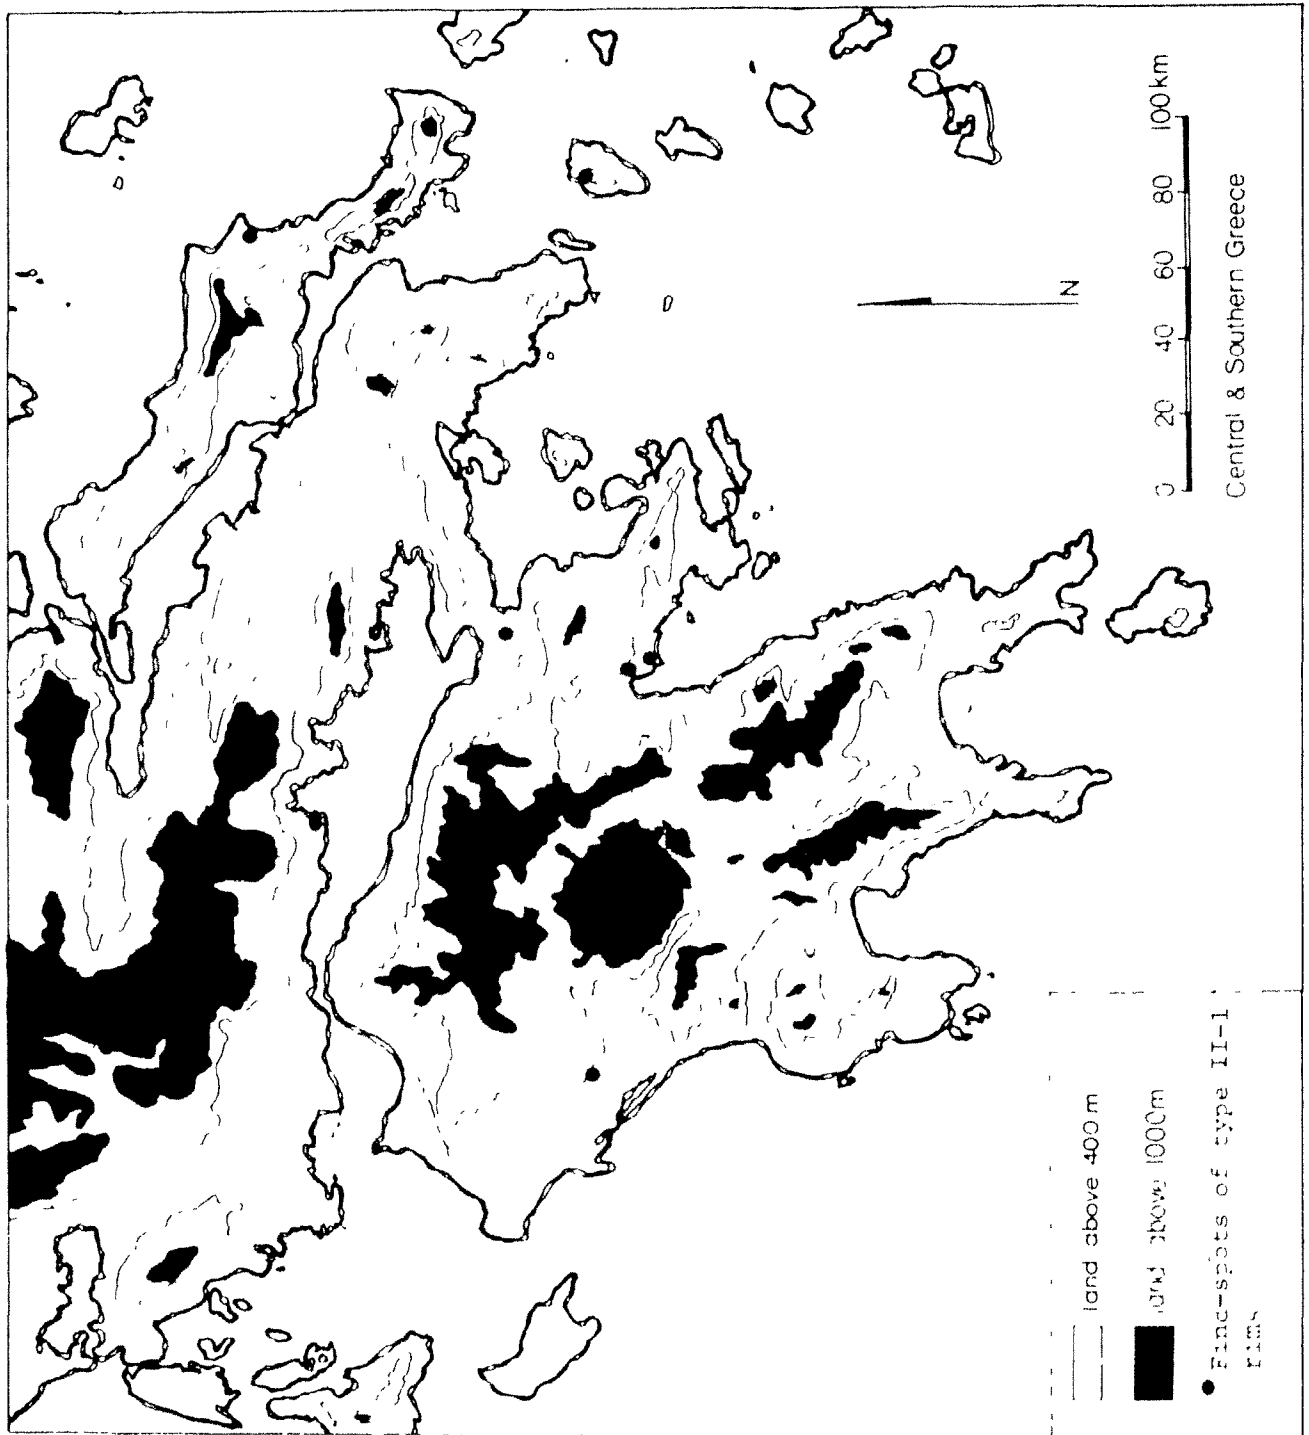 land above 400m
land above 1000m
Find-spots of type II-1
rims
N
0 20 40 60 80 100km
Central & Southern Greece